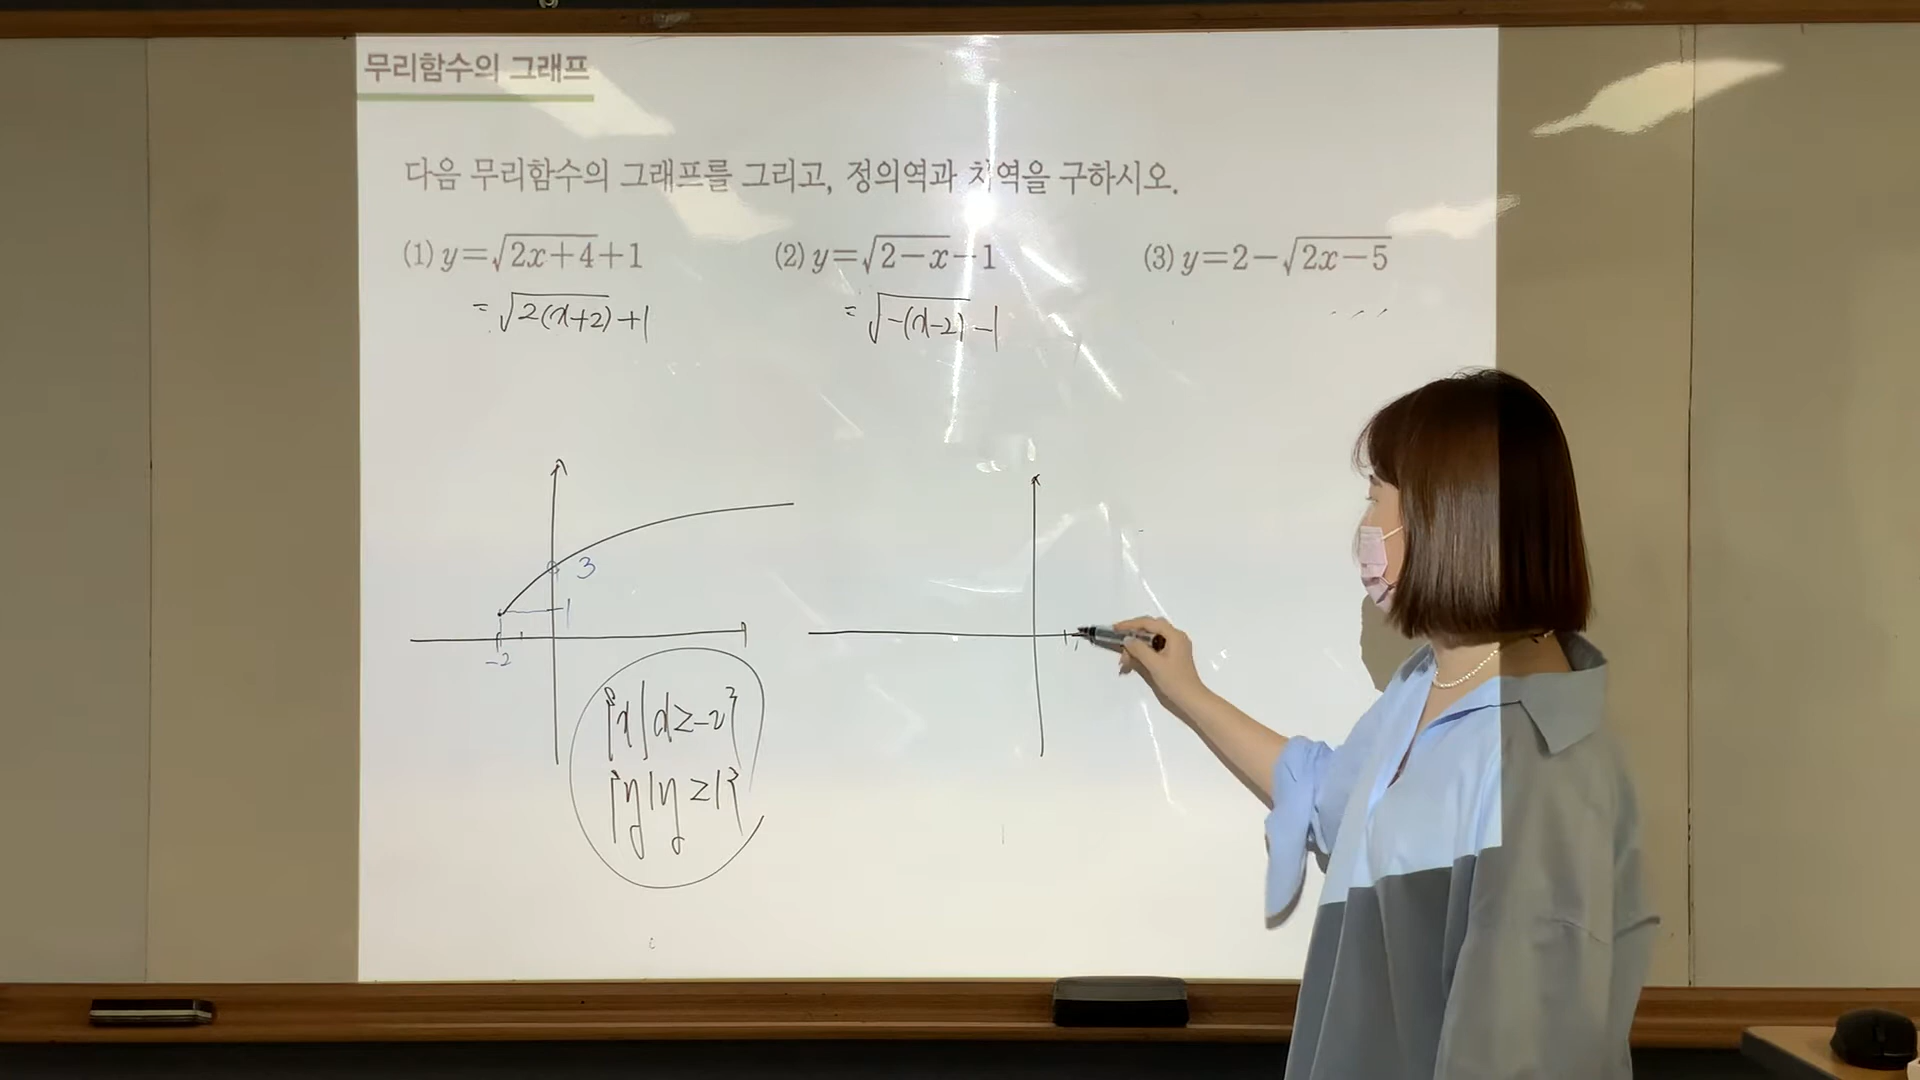 무리함수의 그래프
다음 무리함수의 그래프를 그리고, 정의역과 치역을 구하시오.
(1) y=√2x+4+1
(2) y=√2−x−1
(3) y=2−√2x−5
=√2(x+2)+1
=√-(x-2)-1
3
1
-2
{x|x≥-2}
{y|y≥1}